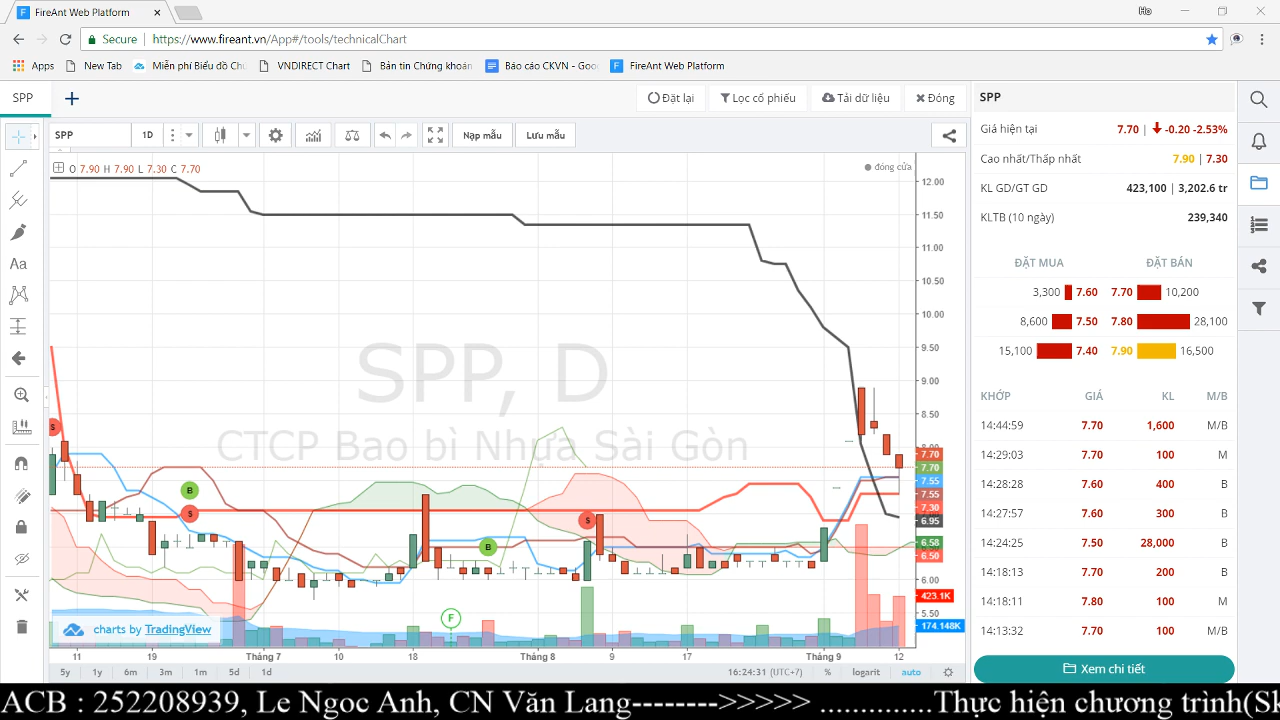 FireAnt Web Platform
Secure https://www.fireant.vn/App#/tools/technicalChart
Apps New Tab Miễn phí Biểu đồ Ch VNDIRECT Chart Bản tin Chứng khoán Báo cáo CKVN - Goo FireAnt Web Platform
SPP + Đặt lại Lọc cổ phiếu Tải dữ liệu Đóng
SPP 1D Nạp mẫu Lưu mẫu
O 7.90 H 7.90 L 7.30 C 7.70 đóng cửa
SPP, D
CTCP Bao bì Nhựa Sài Gòn
S
B
S
B
S
F
12.00
11.50
11.00
10.50
10.00
9.50
9.00
8.50
8.00
7.70
7.70
7.55
7.55
7.30
6.95
6.58
6.50
6.00
423.1K
5.50
174.148K
charts by TradingView
11 19 Tháng 7 10 18 Tháng 8 9 17 Tháng 9 12
5y 1y 6m 3m 1m 5d 1d 16:24:31 (UTC+7) % logarit auto
SPP
Giá hiện tại 7.70 | -0.20 -2.53%
Cao nhất/Thấp nhất 7.90 | 7.30
KL GD/GT GD 423,100 | 3,202.6 tr
KLTB (10 ngày) 239,340
ĐẶT MUA ĐẶT BÁN
3,300 7.60 7.70 10,200
8,600 7.50 7.80 28,100
15,100 7.40 7.90 16,500
KHỚP GIÁ KL M/B
14:44:59 7.70 1,600 M/B
14:29:03 7.70 100 M
14:28:28 7.60 400 B
14:27:57 7.60 300 B
14:24:25 7.50 28,000 B
14:18:13 7.70 200 B
14:18:11 7.80 100 M
14:13:32 7.70 100 M/B
Xem chi tiết
Aa
ACB : 252208939, Le Ngoc Anh, CN Văn Lang-------->>>>> ..............Thực hiện chương trình(SK